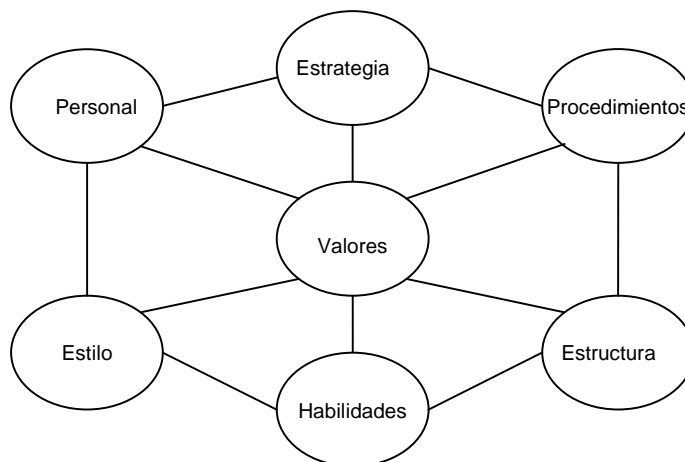 Estrategia
Personal
Procedimientos
Valores
Estilo
Estructura
Habilidades